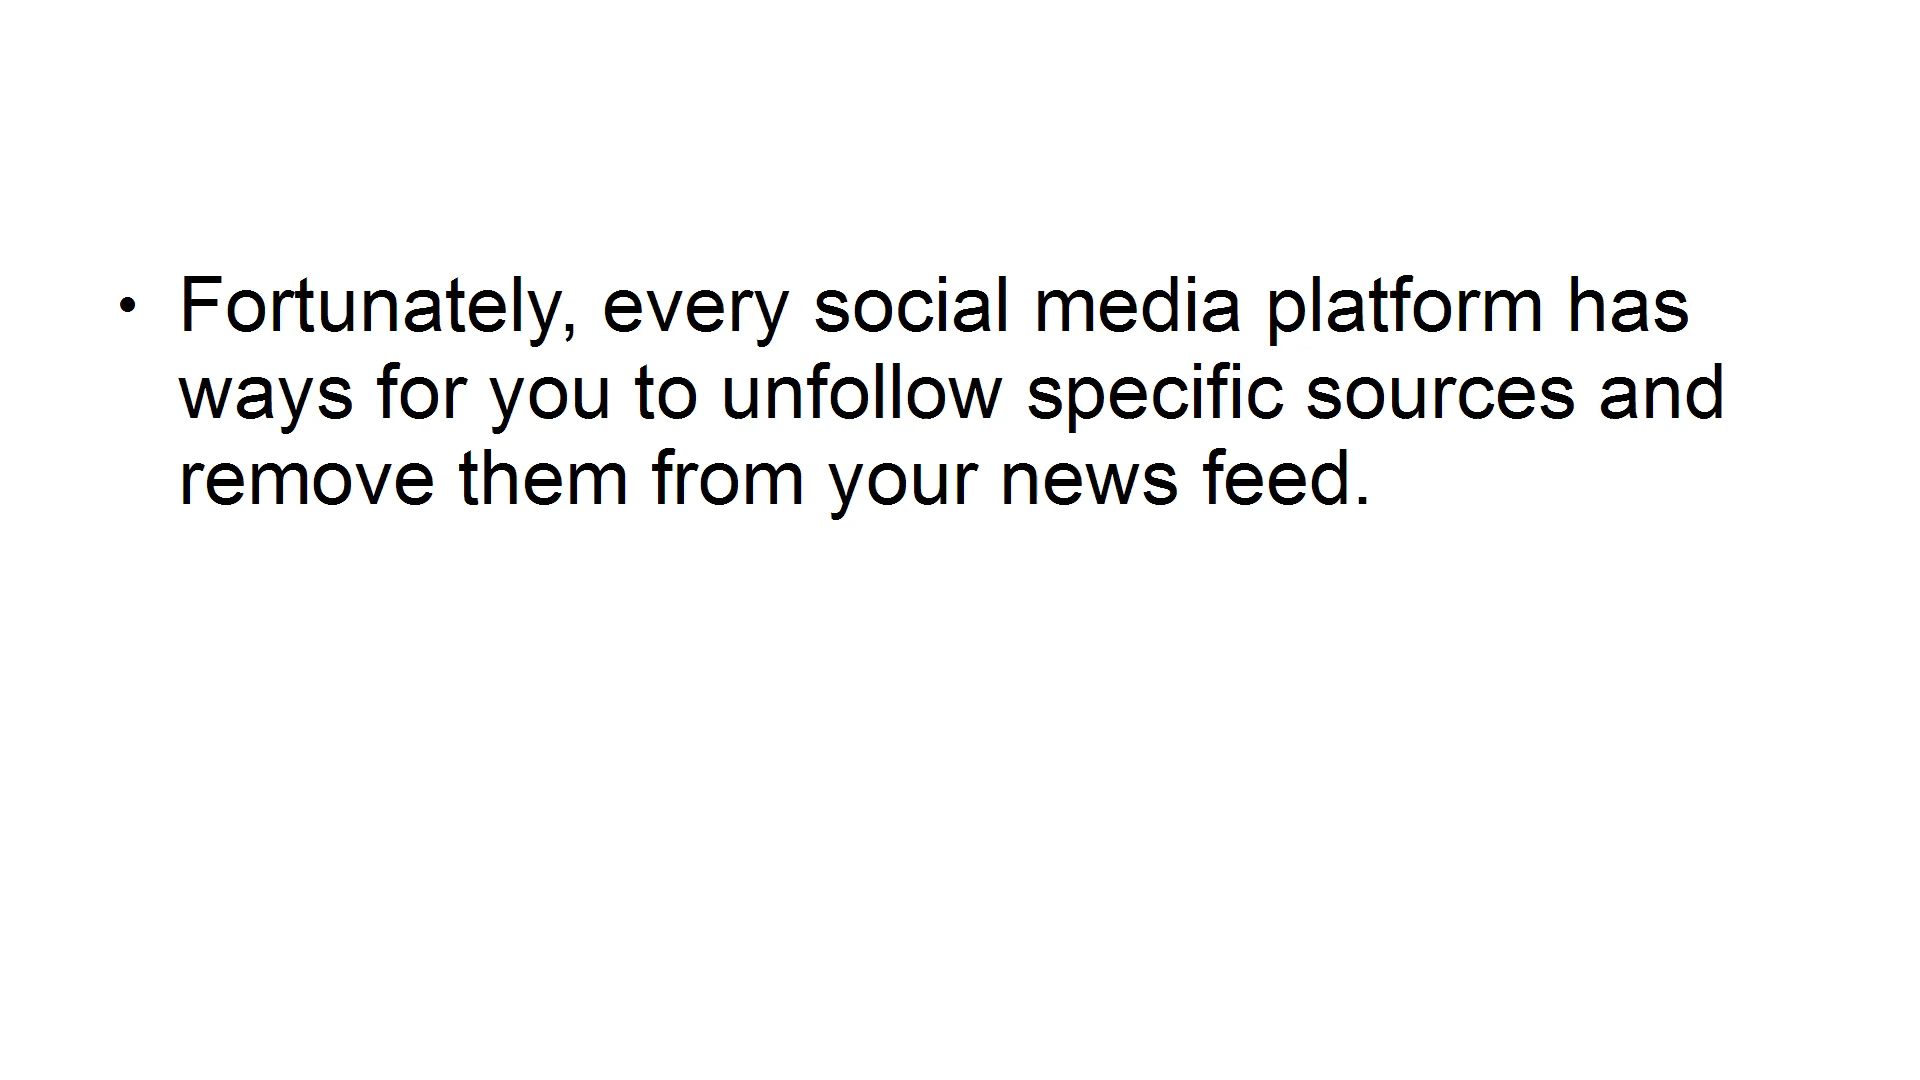 • Fortunately, every social media platform has
ways for you to unfollow specific sources and
remove them from your news feed.